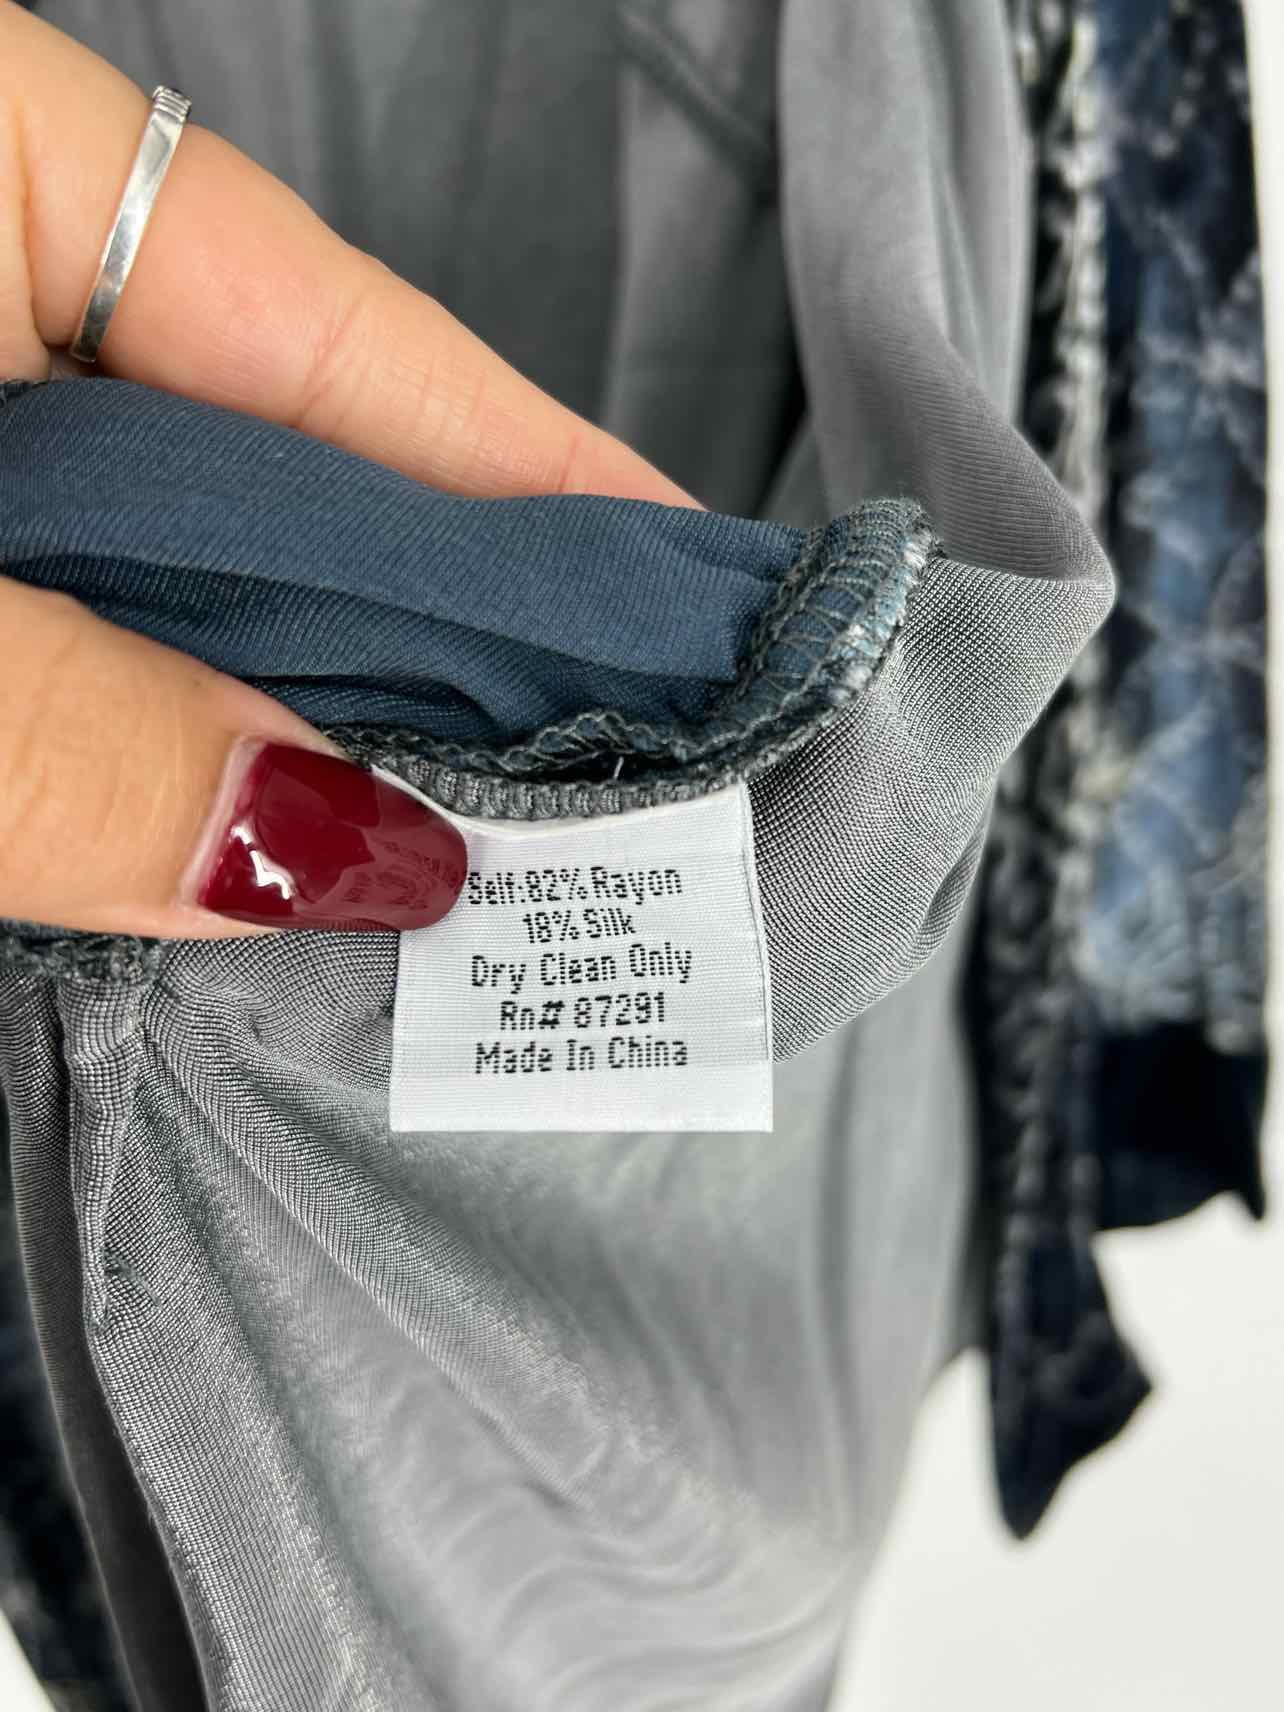 Self:82% Rayon
18% Silk
Dry Clean Only
Rn# 87291
Made In China